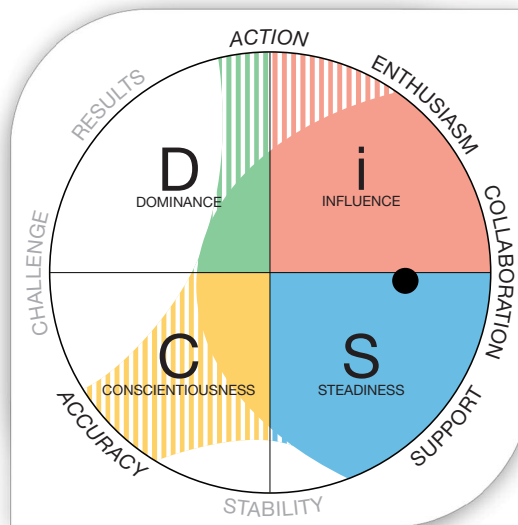 ACTION
ENTHUSIASM
RESULTS
D
DOMINANCE
i
INFLUENCE
COLLABORATION
CHALLENGE
C
CONSCIENTIOUSNESS
S
STEADINESS
ACCURACY
SUPPORT
STABILITY